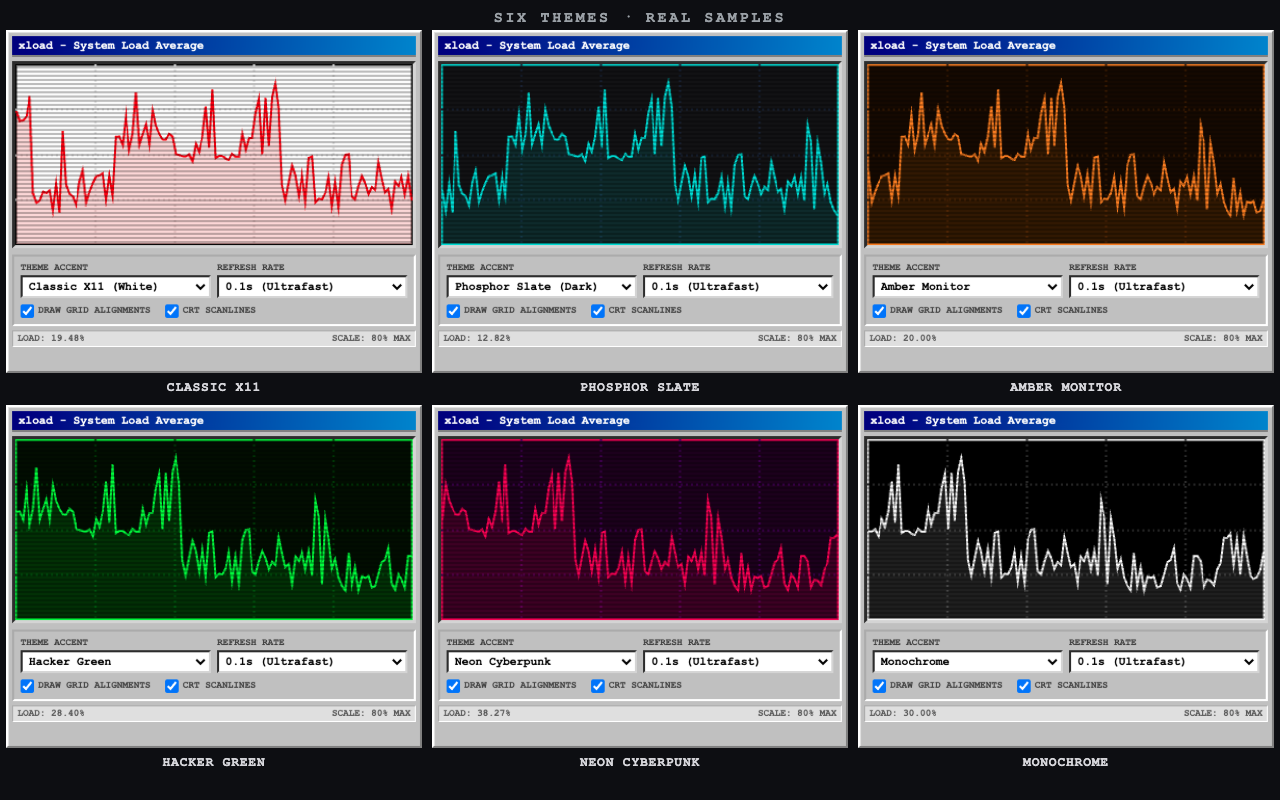 SIX THEMES · REAL SAMPLES
xload - System Load Average
THEME ACCENT
REFRESH RATE
Classic X11 (White)
0.1s (Ultrafast)
DRAW GRID ALIGNMENTS
CRT SCANLINES
LOAD: 19.48%
SCALE: 80% MAX
CLASSIC X11
xload - System Load Average
THEME ACCENT
REFRESH RATE
Phosphor Slate (Dark)
0.1s (Ultrafast)
DRAW GRID ALIGNMENTS
CRT SCANLINES
LOAD: 12.82%
SCALE: 80% MAX
PHOSPHOR SLATE
xload - System Load Average
THEME ACCENT
REFRESH RATE
Amber Monitor
0.1s (Ultrafast)
DRAW GRID ALIGNMENTS
CRT SCANLINES
LOAD: 20.00%
SCALE: 80% MAX
AMBER MONITOR
xload - System Load Average
THEME ACCENT
REFRESH RATE
Hacker Green
0.1s (Ultrafast)
DRAW GRID ALIGNMENTS
CRT SCANLINES
LOAD: 28.40%
SCALE: 80% MAX
HACKER GREEN
xload - System Load Average
THEME ACCENT
REFRESH RATE
Neon Cyberpunk
0.1s (Ultrafast)
DRAW GRID ALIGNMENTS
CRT SCANLINES
LOAD: 38.27%
SCALE: 80% MAX
NEON CYBERPUNK
xload - System Load Average
THEME ACCENT
REFRESH RATE
Monochrome
0.1s (Ultrafast)
DRAW GRID ALIGNMENTS
CRT SCANLINES
LOAD: 30.00%
SCALE: 80% MAX
MONOCHROME